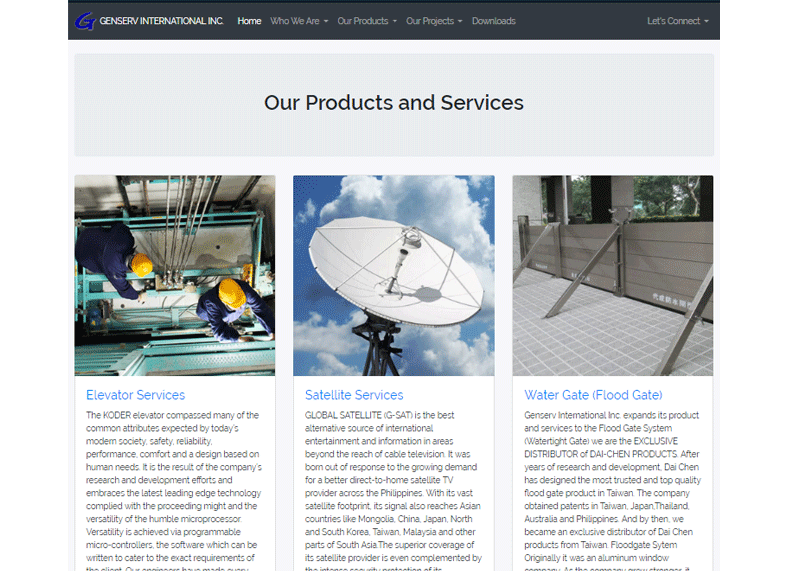 GENSERV INTERNATIONAL INC.
Home
Who We Are
Our Products
Our Projects
Downloads
Let's Connect
Our Products and Services
Elevator Services
The KODER elevator compassed many of the
common attributes expected by today's
modern society, safety, reliability,
performance, comfort and a design based on
human needs. It is the result of the company's
research and development efforts and
embraces the latest leading edge technology
complied with the proceeding might and the
versatility of the humble microprocessor.
Versatility is achieved via programmable
micro-controllers, the software which can be
written to cater to the exact requirements of
the client. Our engineers have made every
Satellite Services
GLOBAL SATELLITE (G-SAT) is the best
alternative source of international
entertainment and information in areas
beyond the reach of cable television. It was
born out of response to the growing demand
for a better direct-to-home satellite TV
provider across the Philippines. With its vast
satellite footprint, its signal also reaches Asian
countries like Mongolia, China, Japan, North
and South Korea, Taiwan, Malaysia and other
parts of South Asia.The superior coverage of
its satellite provider is even complemented by
the intense security protection of its
Water Gate (Flood Gate)
Genserv International Inc. expands its product
and services to the Flood Gate System
(Watertight Gate) we are the EXCLUSIVE
DISTRIBUTOR of DAI-CHEN PRODUCTS. After
years of research and development, Dai Chen
has designed the most trusted and top quality
flood gate product in Taiwan. The company
obtained patents in Taiwan, Japan,Thailand,
Australia and Philippines. And by then, we
became an exclusive distributor of Dai Chen
products from Taiwan. Floodgate Sytem
Originally it was an aluminum window
company. As the company grew stronger, it